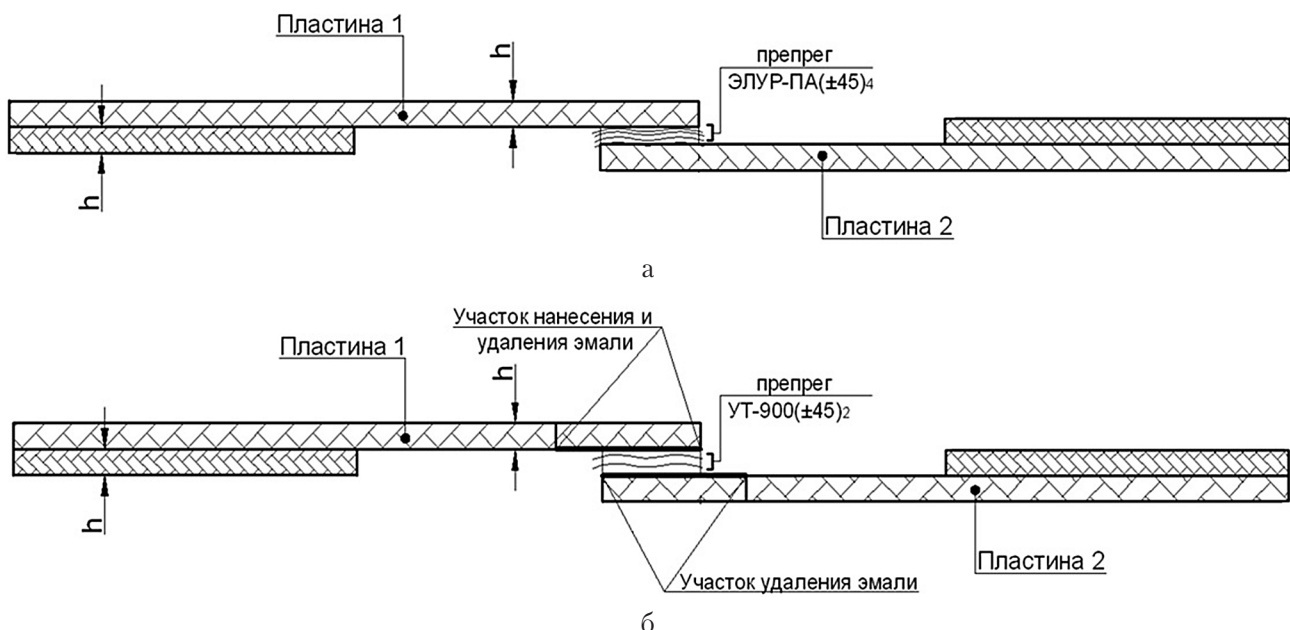 Пластина 1
h
препрег
ЭЛУР-ПА(±45)4
h
Пластина 2
а
Участок нанесения и
удаления эмали
Пластина 1
h
препрег
УТ-900(±45)2
h
Пластина 2
Участок удаления эмали
б